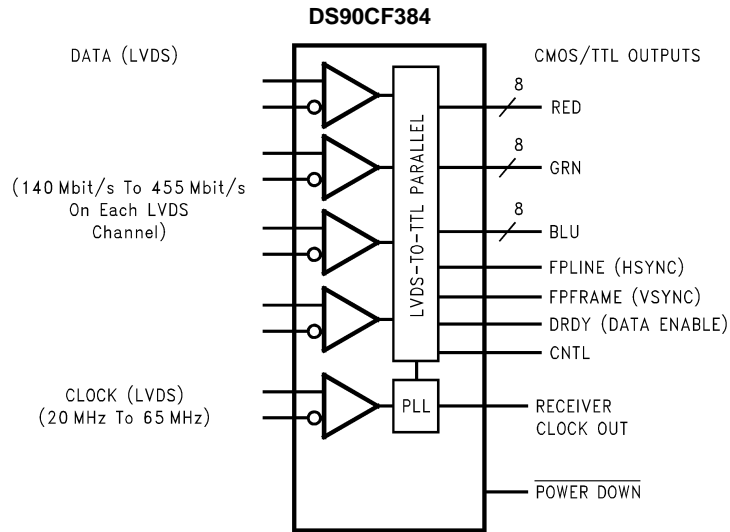 DS90CF384
DATA (LVDS)
CMOS/TTL OUTPUTS
8
RED
8
GRN
(140 Mbit/s To 455 Mbit/s
On Each LVDS
Channel)
8
BLU
LVDS-TO-TTL PARALLEL
FPLINE (HSYNC)
FPFRAME (VSYNC)
DRDY (DATA ENABLE)
CNTL
CLOCK (LVDS)
(20 MHz To 65 MHz)
PLL
RECEIVER
CLOCK OUT
POWER DOWN